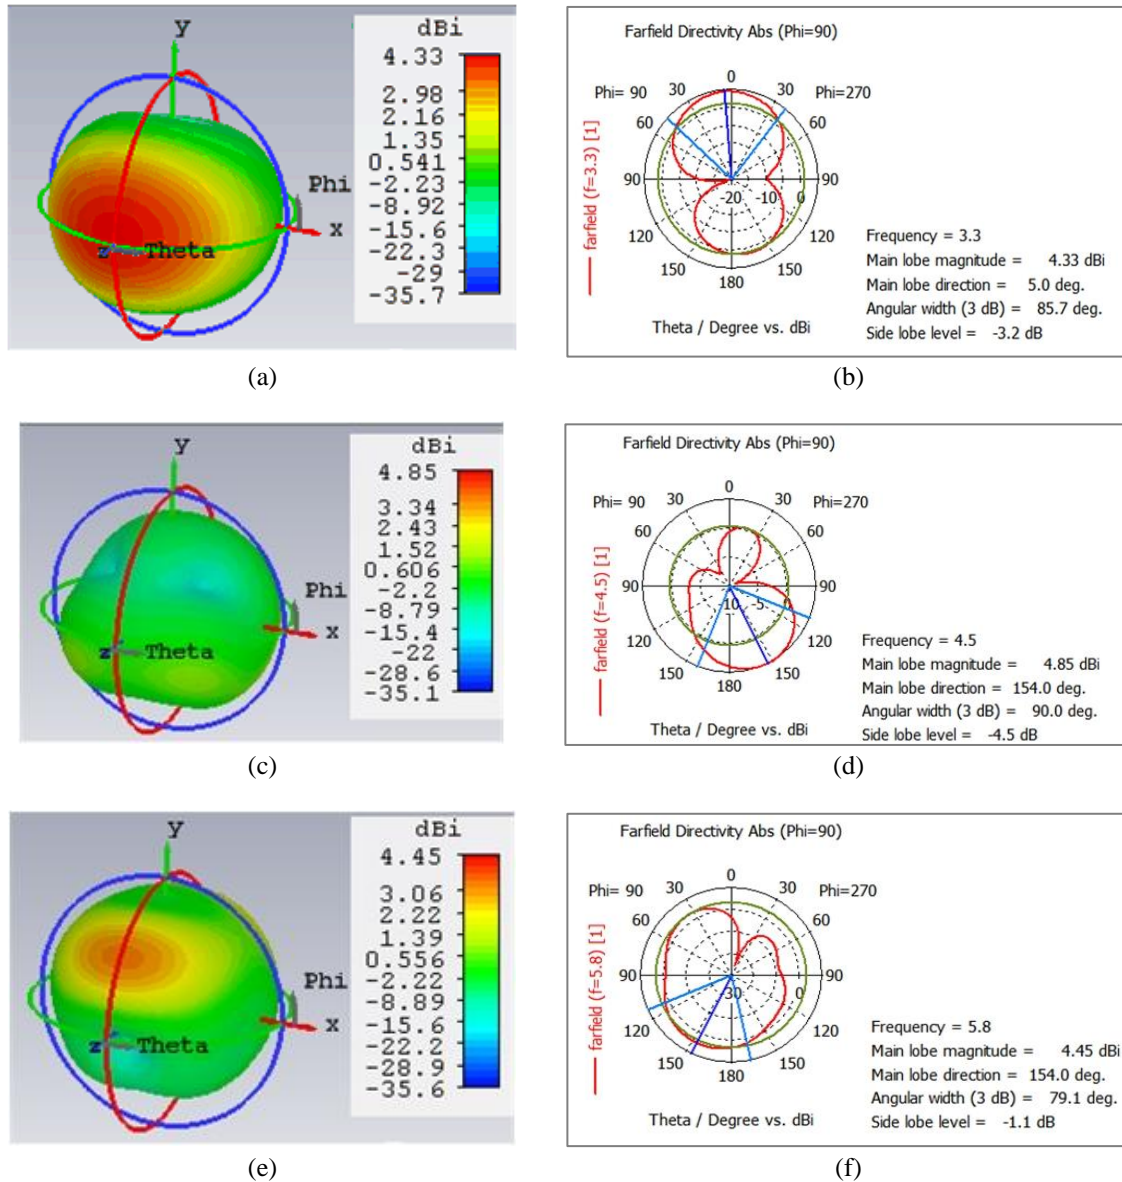 y
dBi
4.33
2.98
2.16
1.35
0.541
-2.23
-8.92
-15.6
-22.3
-29
-35.7
Phi
x
z Theta
(a)
Farfield Directivity Abs (Phi=90)
0
30 30
Phi= 90 Phi=270
60 60
90 90
-20 -10 0
120 120
150 150
180
farfield (f=3.3) [1]
Theta / Degree vs. dBi
Frequency = 3.3
Main lobe magnitude = 4.33 dBi
Main lobe direction = 5.0 deg.
Angular width (3 dB) = 85.7 deg.
Side lobe level = -3.2 dB
(b)
y
dBi
4.85
3.34
2.43
1.52
0.606
-2.2
-8.79
-15.4
-22
-28.6
-35.1
Phi
x
z Theta
(c)
Farfield Directivity Abs (Phi=90)
0
30 30
Phi= 90 Phi=270
60 60
90 90
10 -5 0
120 120
150 150
180
farfield (f=4.5) [1]
Theta / Degree vs. dBi
Frequency = 4.5
Main lobe magnitude = 4.85 dBi
Main lobe direction = 154.0 deg.
Angular width (3 dB) = 90.0 deg.
Side lobe level = -4.5 dB
(d)
y
dBi
4.45
3.06
2.22
1.39
0.556
-2.22
-8.89
-15.6
-22.2
-28.9
-35.6
Phi
x
z Theta
(e)
Farfield Directivity Abs (Phi=90)
0
30 30
Phi= 90 Phi=270
60 60
90 90
30 0
120 120
150 150
180
farfield (f=5.8) [1]
Theta / Degree vs. dBi
Frequency = 5.8
Main lobe magnitude = 4.45 dBi
Main lobe direction = 154.0 deg.
Angular width (3 dB) = 79.1 deg.
Side lobe level = -1.1 dB
(f)